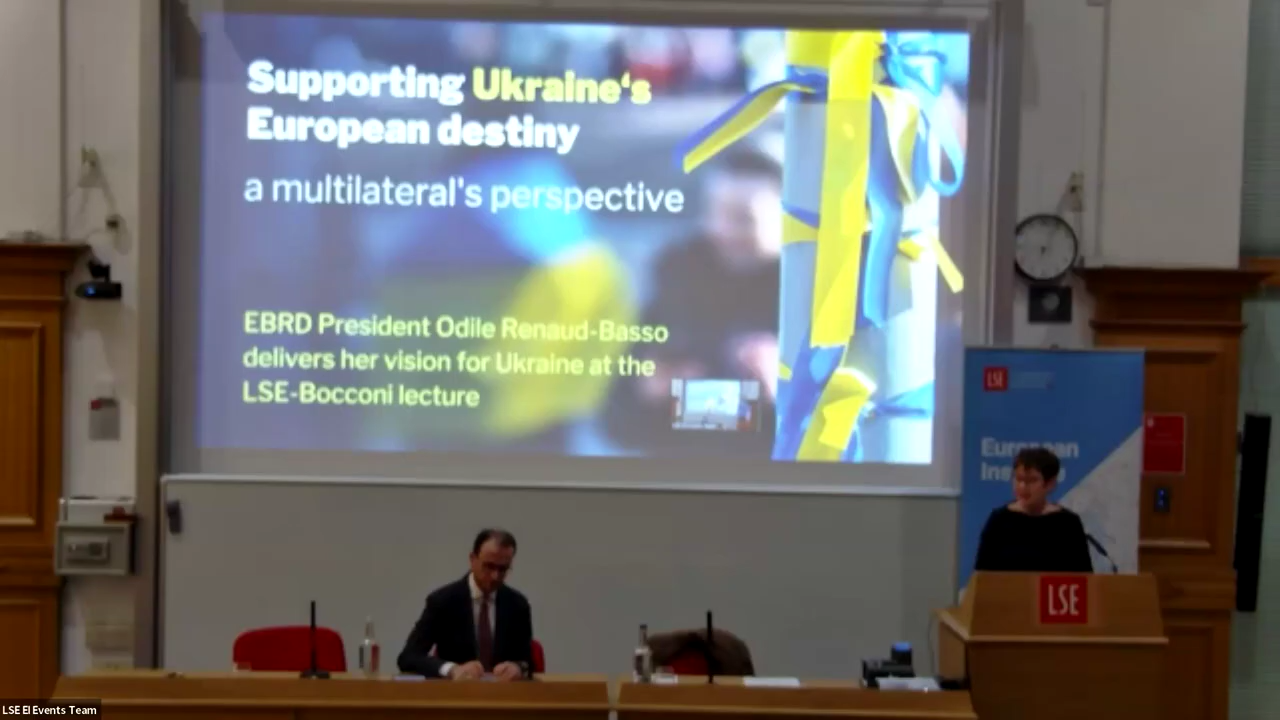 Supporting Ukraine‘s
European destiny
a multilateral's perspective
EBRD President Odile Renaud-Basso
delivers her vision for Ukraine at the
LSE-Bocconi lecture
LSE
European
LSE
LSE EI Events Team